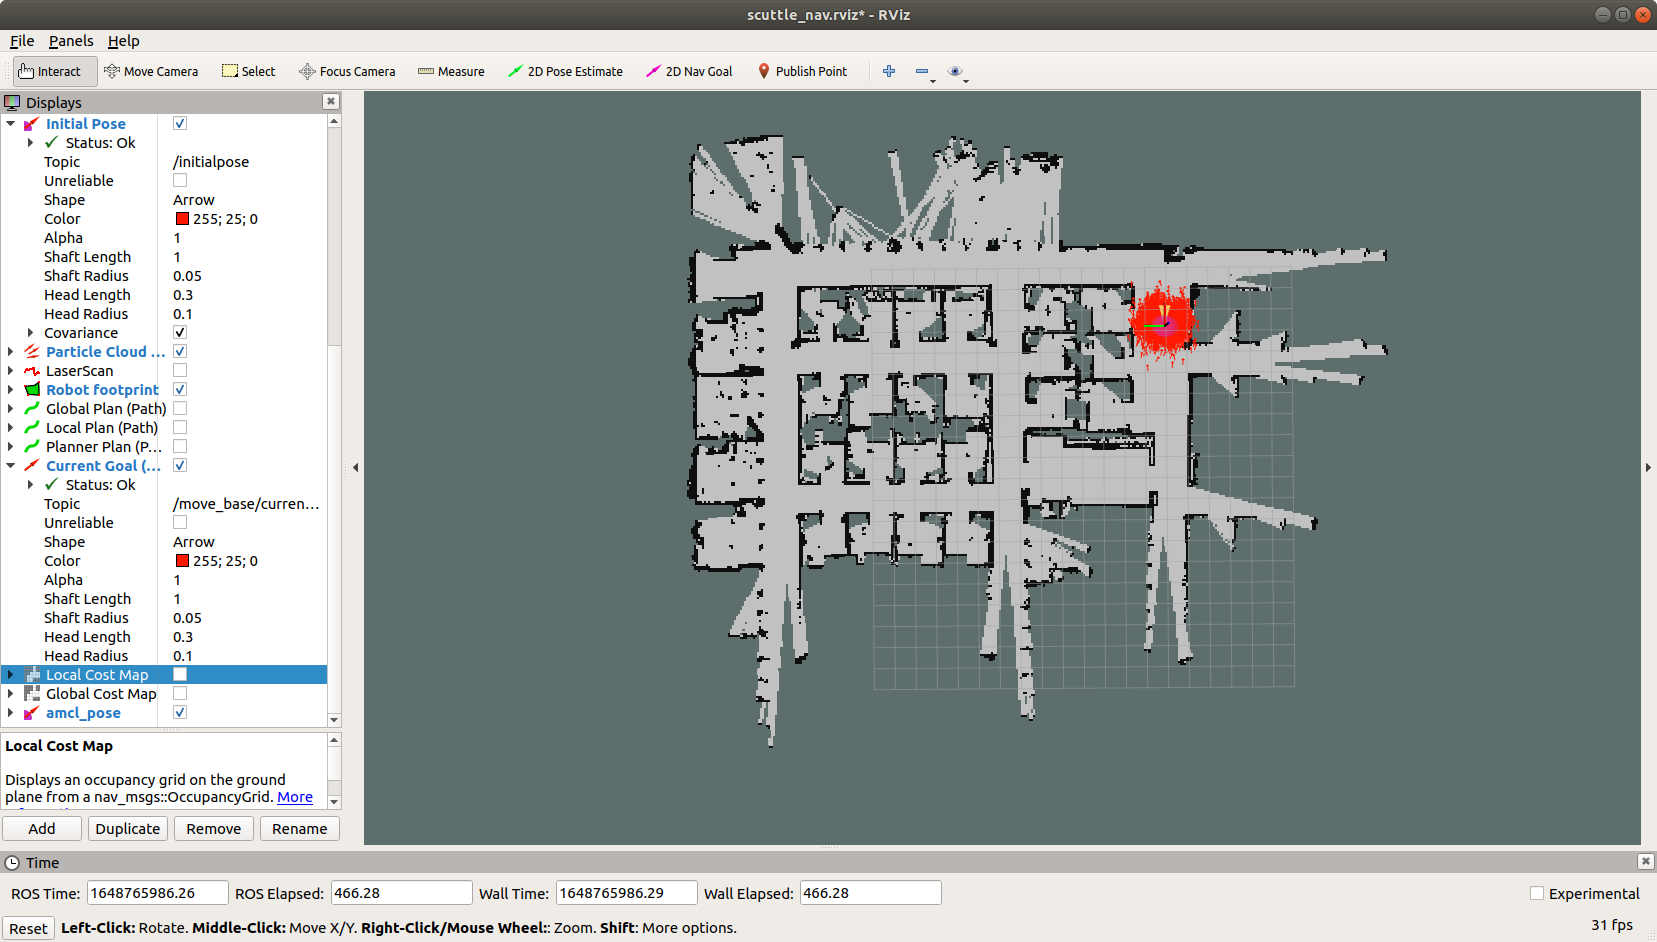 scuttle_nav.rviz* - RViz
File Panels Help
Interact Move Camera Select Focus Camera Measure 2D Pose Estimate 2D Nav Goal Publish Point
Displays
Initial Pose
Status: Ok
Topic /initialpose
Unreliable
Shape Arrow
Color 255; 25; 0
Alpha 1
Shaft Length 1
Shaft Radius 0.05
Head Length 0.3
Head Radius 0.1
Covariance
Particle Cloud ...
LaserScan
Robot footprint
Global Plan (Path)
Local Plan (Path)
Planner Plan (P...
Current Goal (...
Status: Ok
Topic /move_base/curren...
Unreliable
Shape Arrow
Color 255; 25; 0
Alpha 1
Shaft Length 1
Shaft Radius 0.05
Head Length 0.3
Head Radius 0.1
Local Cost Map
Global Cost Map
amcl_pose
Local Cost Map
Displays an occupancy grid on the ground
plane from a nav_msgs::OccupancyGrid. More
Add Duplicate Remove Rename
Time
ROS Time: 1648765986.26 ROS Elapsed: 466.28 Wall Time: 1648765986.29 Wall Elapsed: 466.28 Experimental
Reset Left-Click: Rotate. Middle-Click: Move X/Y. Right-Click/Mouse Wheel:: Zoom. Shift: More options. 31 fps